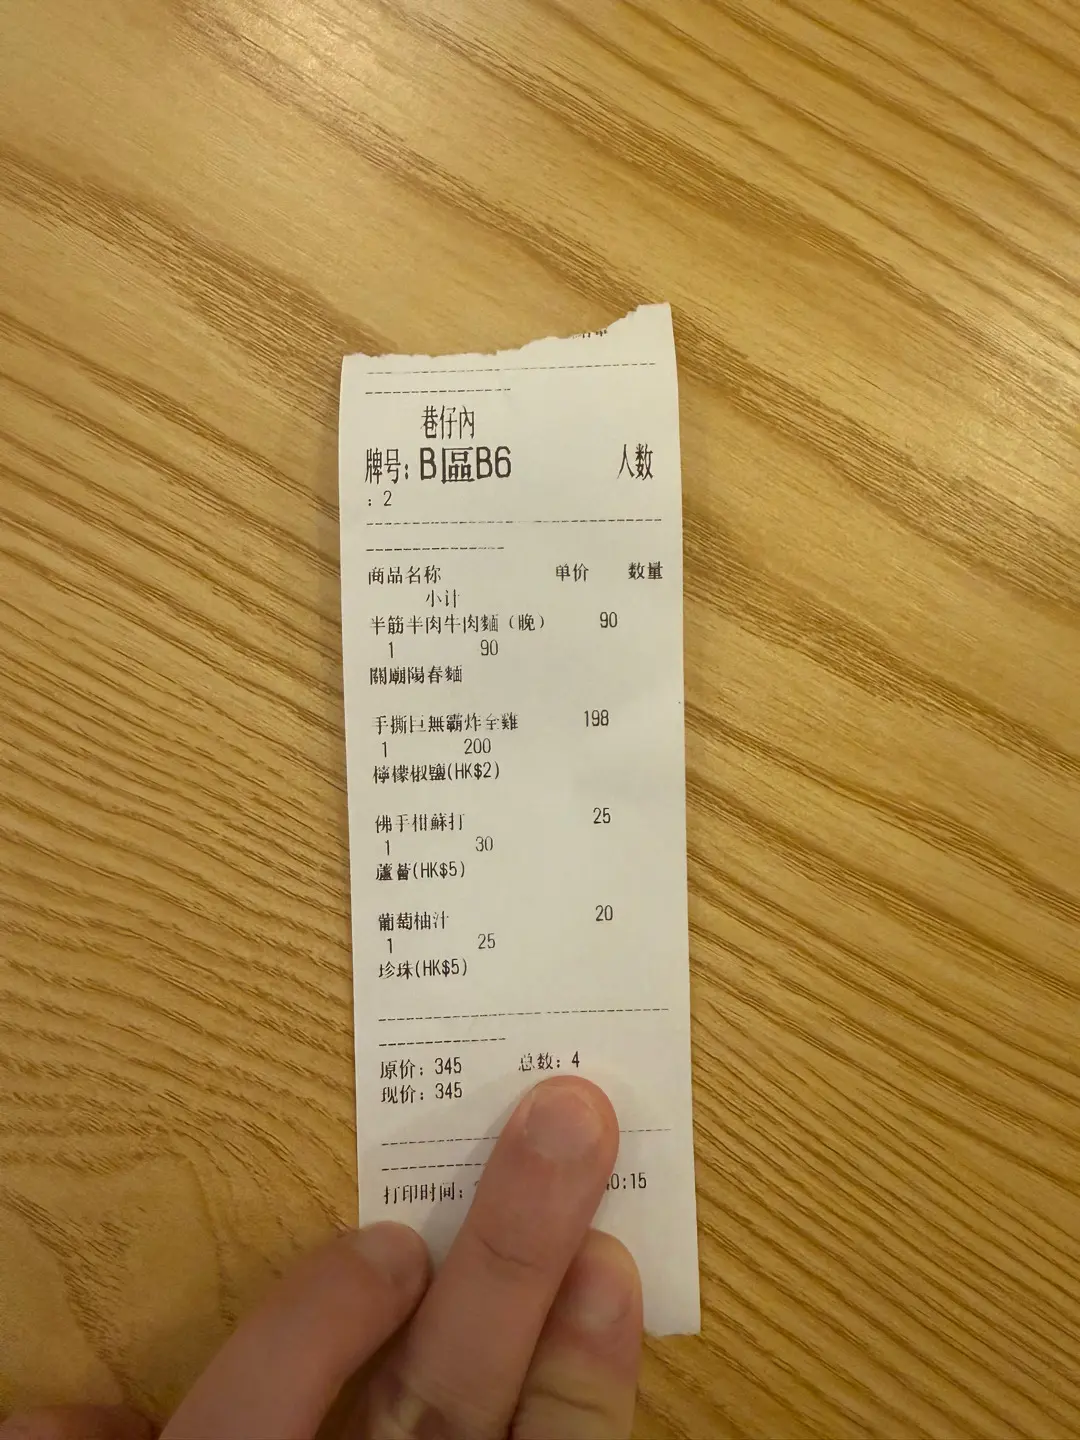 巷仔內
牌号: B區B6 人数
: 2
商品名称 单价 数量
小计
半筋半肉牛肉麵（晚） 90
1 90
關廟陽春麵
手撕巨無霸炸全雞 198
1 200
檸檬椒鹽(HK$2)
佛手柑蘇打 25
1 30
蘆薈(HK$5)
葡萄柚汁 20
1 25
珍珠(HK$5)
原价: 345 总数: 4
现价: 345
打印时间: 0:15